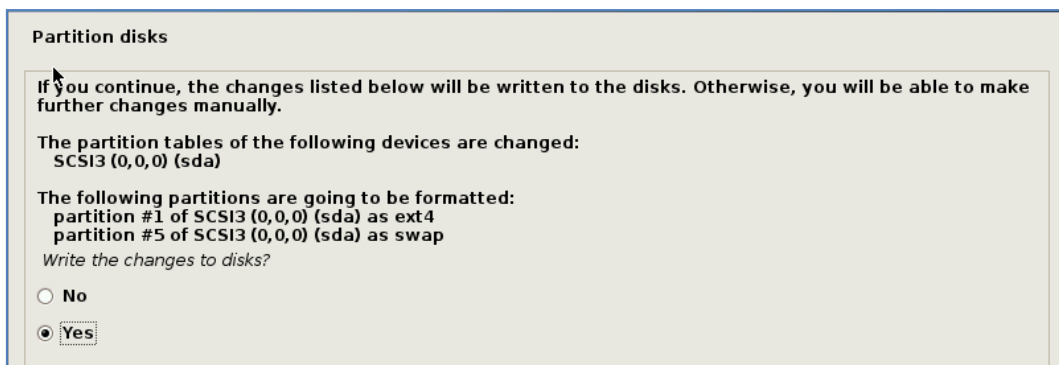 Partition disks
If you continue, the changes listed below will be written to the disks. Otherwise, you will be able to make
further changes manually.
The partition tables of the following devices are changed:
SCSI3 (0,0,0) (sda)
The following partitions are going to be formatted:
partition #1 of SCSI3 (0,0,0) (sda) as ext4
partition #5 of SCSI3 (0,0,0) (sda) as swap
Write the changes to disks?
No
Yes